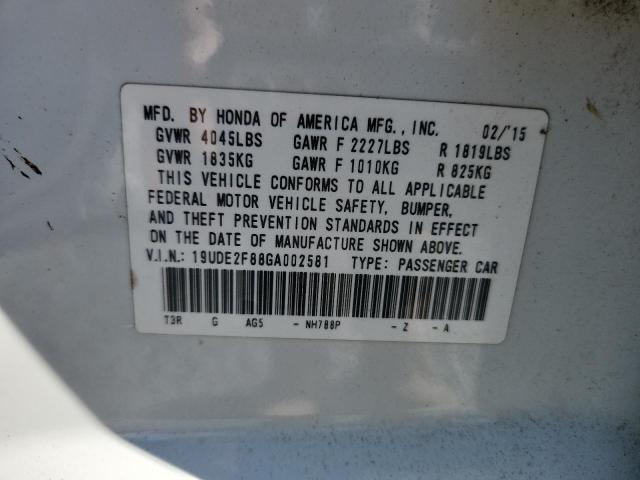 MFD. BY HONDA OF AMERICA MFG., INC. 02/'15
GVWR 4045LBS GAWR F 2227LBS R 1819LBS
GVWR 1835KG GAWR F 1010KG R 825KG
THIS VEHICLE CONFORMS TO ALL APPLICABLE
FEDERAL MOTOR VEHICLE SAFETY, BUMPER,
AND THEFT PREVENTION STANDARDS IN EFFECT
ON THE DATE OF MANUFACTURE SHOWN ABOVE.
V.I.N.: 19UDE2F88GA002581 TYPE: PASSENGER CAR
T3R G AG5 - NH788P - Z - A